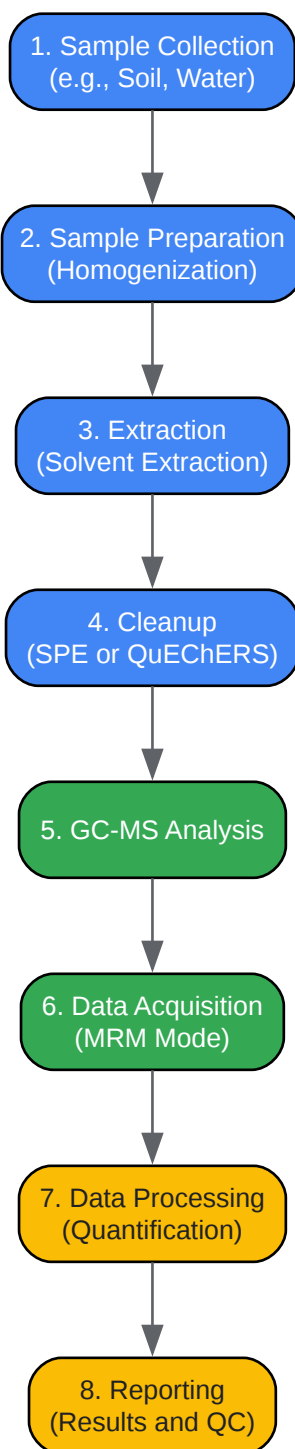 1. Sample Collection
(e.g., Soil, Water)
2. Sample Preparation
(Homogenization)
3. Extraction
(Solvent Extraction)
4. Cleanup
(SPE or QuEChERS)
5. GC-MS Analysis
6. Data Acquisition
(MRM Mode)
7. Data Processing
(Quantification)
8. Reporting
(Results and QC)